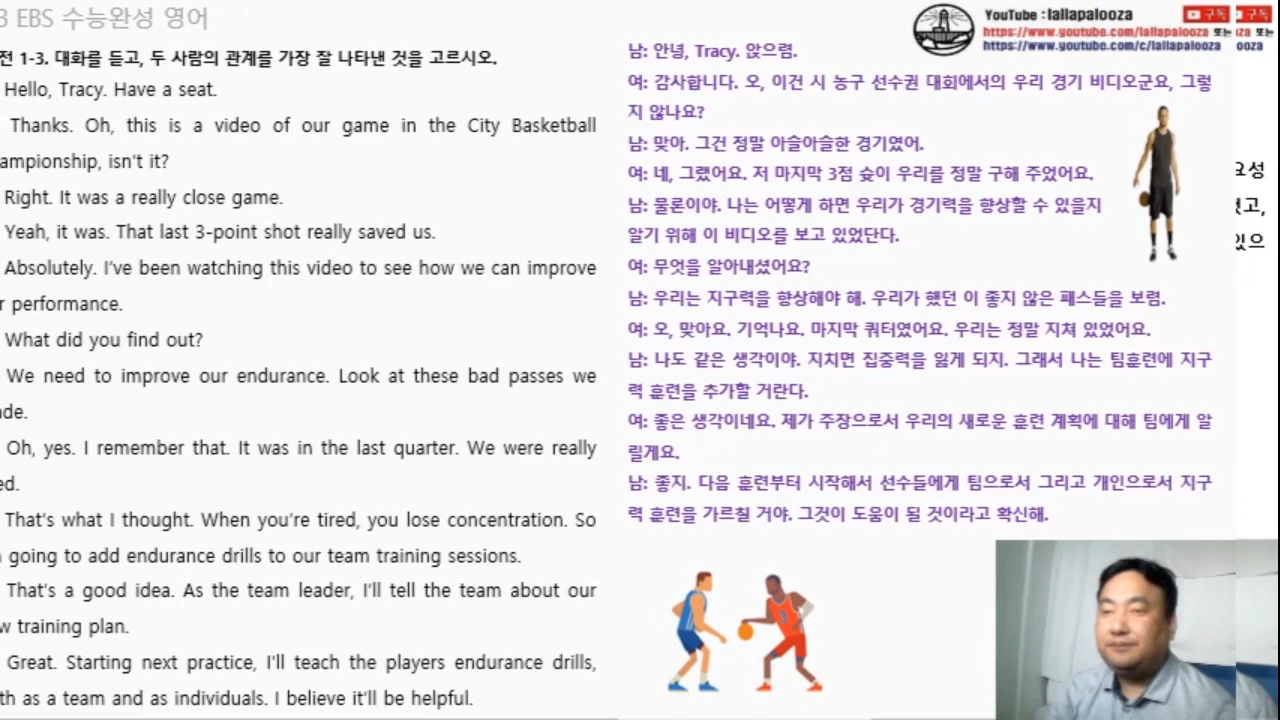 3 EBS 수능완성 영어
전 1-3. 대화를 듣고, 두 사람의 관계를 가장 잘 나타낸 것을 고르시오.
Hello, Tracy. Have a seat.
Thanks. Oh, this is a video of our game in the City Basketball
ampionship, isn't it?
Right. It was a really close game.
Yeah, it was. That last 3-point shot really saved us.
Absolutely. I've been watching this video to see how we can improve
r performance.
What did you find out?
We need to improve our endurance. Look at these bad passes we
de.
Oh, yes. I remember that. It was in the last quarter. We were really
ed.
That's what I thought. When you're tired, you lose concentration. So
going to add endurance drills to our team training sessions.
That's a good idea. As the team leader, I'll tell the team about our
w training plan.
Great. Starting next practice, I'll teach the players endurance drills,
th as a team and as individuals. I believe it'll be helpful.
남: 안녕, Tracy. 앉으렴.
여: 감사합니다. 오, 이건 시 농구 선수권 대회에서의 우리 경기 비디오군요, 그렇
지 않나요?
남: 맞아. 그건 정말 아슬아슬한 경기였어.
여: 네, 그랬어요. 저 마지막 3점 슛이 우리를 정말 구해 주었어요.
남: 물론이야. 나는 어떻게 하면 우리가 경기력을 향상할 수 있을지
알기 위해 이 비디오를 보고 있었단다.
여: 무엇을 알아내셨어요?
남: 우리는 지구력을 향상해야 해. 우리가 했던 이 좋지 않은 패스들을 보렴.
여: 오, 맞아요. 기억나요. 마지막 쿼터였어요. 우리는 정말 지쳐 있었어요.
남: 나도 같은 생각이야. 지치면 집중력을 잃게 되지. 그래서 나는 팀훈련에 지구
력 훈련을 추가할 거란다.
여: 좋은 생각이네요. 제가 주장으로서 우리의 새로운 훈련 계획에 대해 팀에게 알
릴게요.
남: 좋지. 다음 훈련부터 시작해서 선수들에게 팀으로서 그리고 개인으로서 지구
력 훈련을 가르칠 거야. 그것이 도움이 될 것이라고 확신해.
YouTube : lallapalooza 구독 구독
https://www.youtube.com/lallapalooza 또는 oza 또는
https://www.youtube.com/c/lallapalooza ooza
요성
었고,
있으